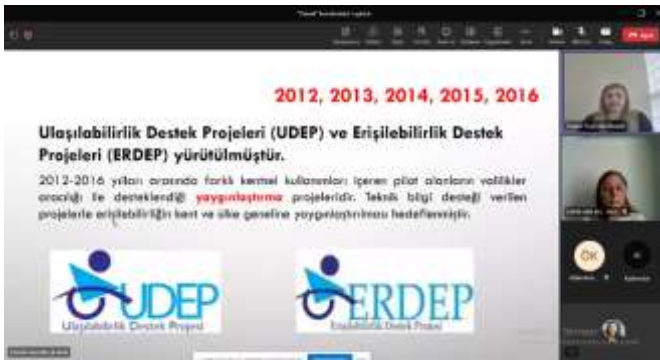 2012, 2013, 2014, 2015, 2016
Ulaşılabilirlik Destek Projeleri (UDEP) ve Erişilebilirlik Destek
Projeleri (ERDEP) yürütülmüştür.
2012-2016 yılları arasında farklı kentsel kullanımları içeren pilot alanların valilikler
aracılığı ile desteklendiği yaygınlaştırma projeleridir. Teknik bilgi desteği verilen
projelerle erişilebilirliğin kent ve ülke geneline yaygınlaştırılması hedeflenmiştir.
UDEP
Ulaşılabilirlik Destek Projesi
ERDEP
Erişilebilirlik Destek Projesi
OK